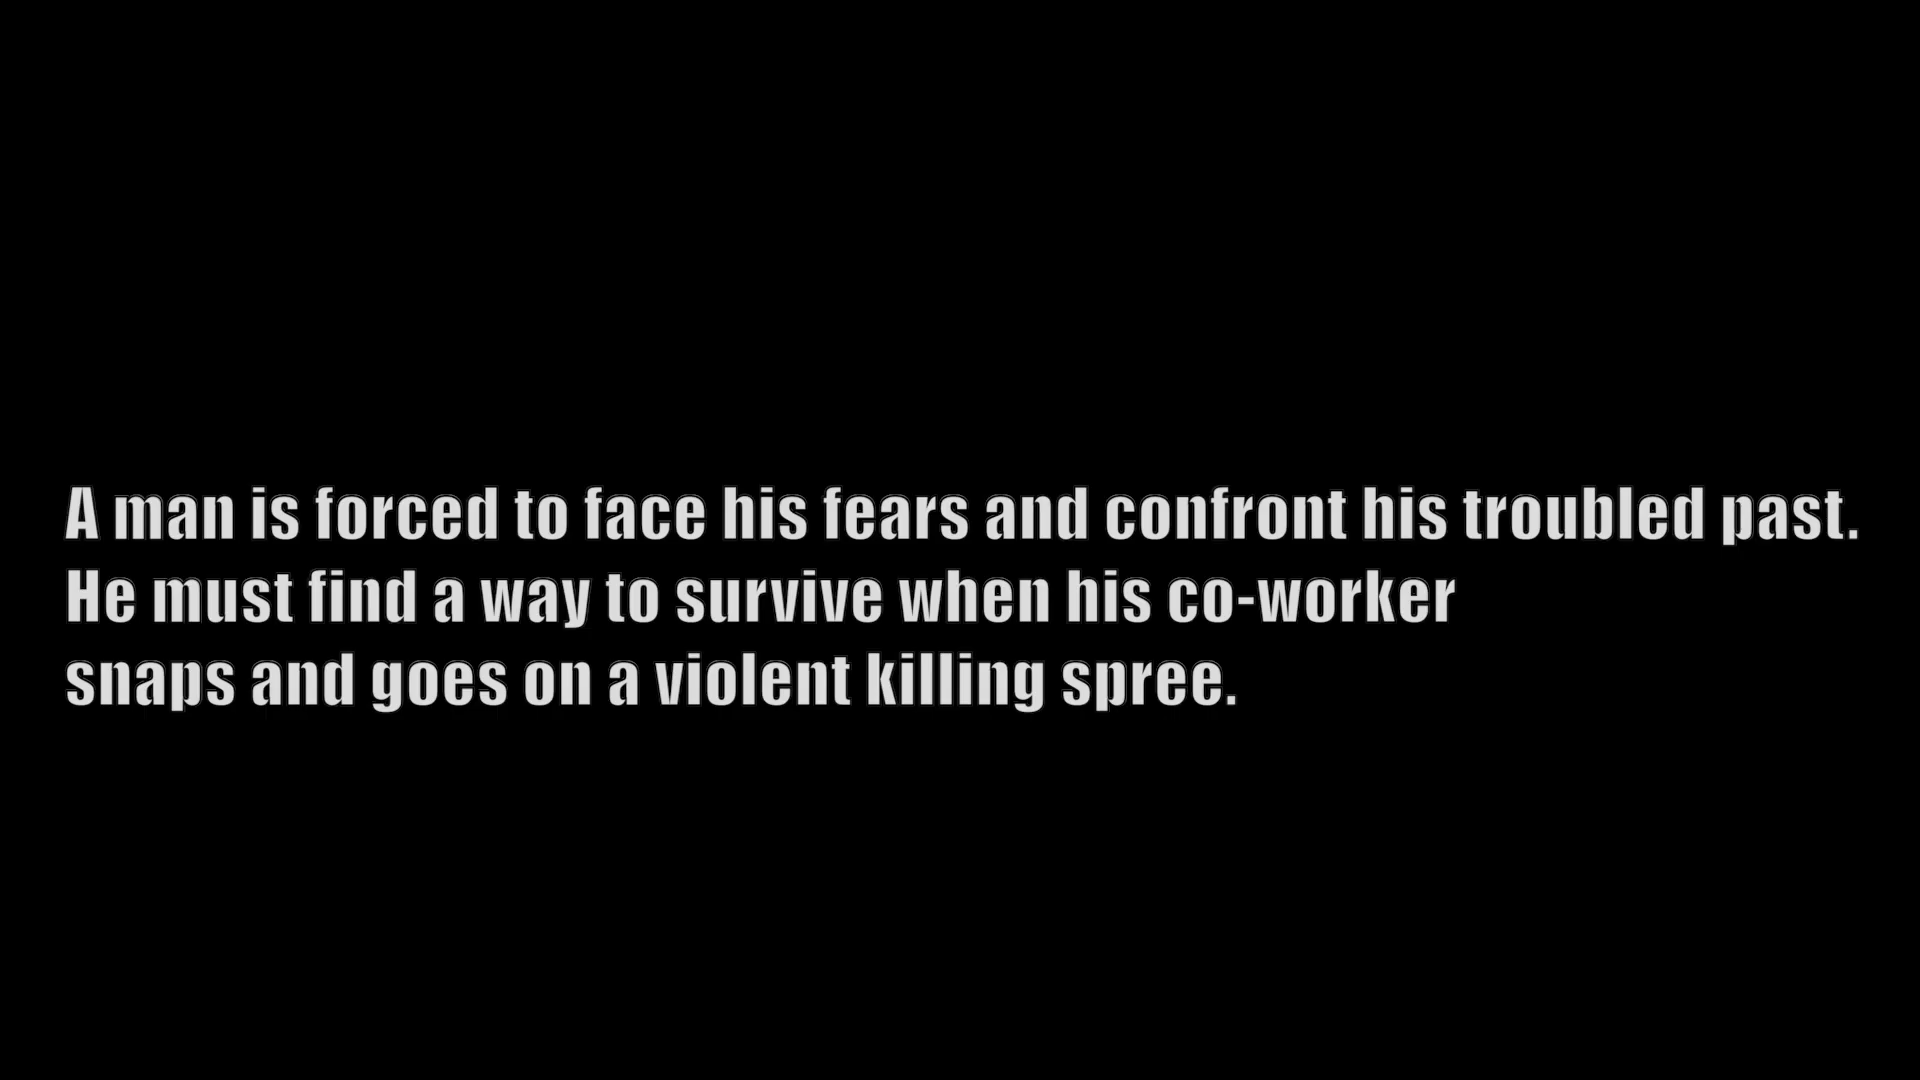 A man is forced to face his fears and confront his troubled past.
He must find a way to survive when his co-worker
snaps and goes on a violent killing spree.